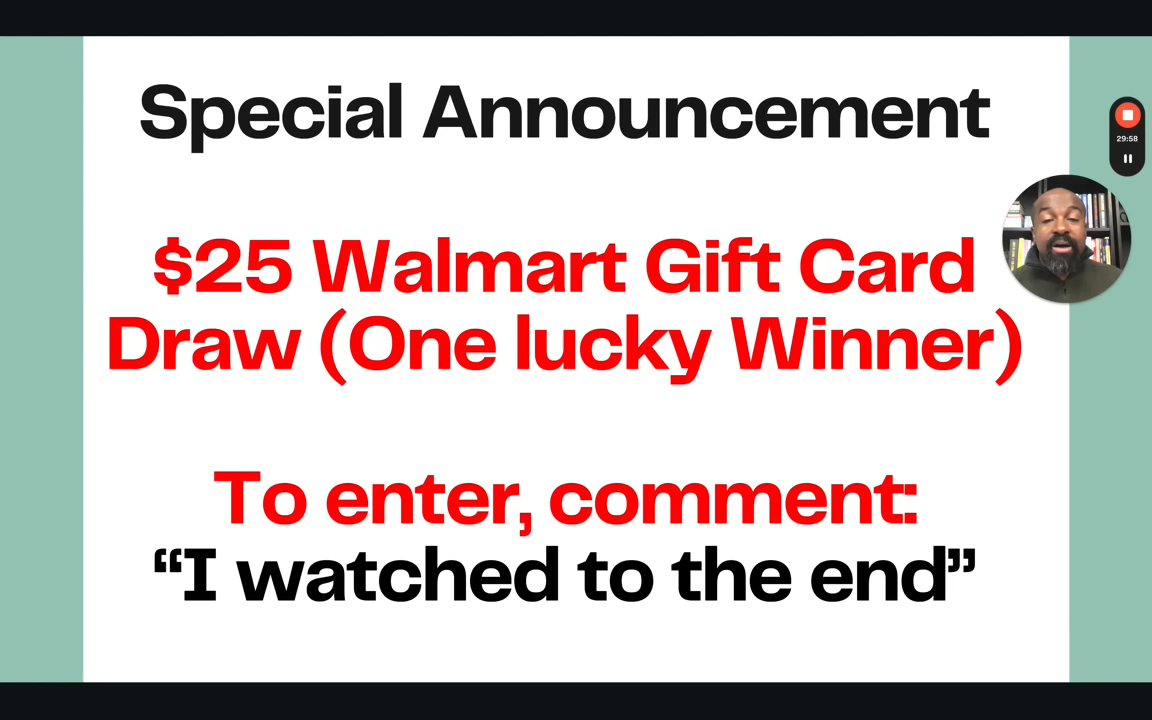 Special Announcement
$25 Walmart Gift Card
Draw (One lucky Winner)
To enter, comment:
“I watched to the end”
29:58